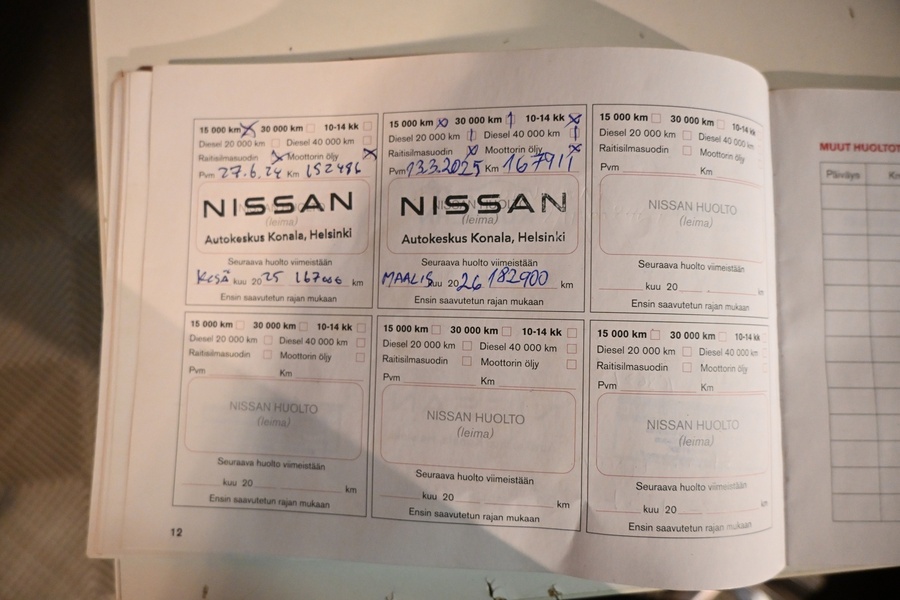 15 000 km x 30 000 km 10-14 kk
Diesel 20 000 km Diesel 40 000 km
Raitisilmasuodin x Moottorin öljy x
Pvm 27.6.24 Km 152486
NISSAN
(leima)
Autokeskus Konala, Helsinki
Seuraava huolto viimeistään
KESÄ kuu 2025 167000 km
Ensin saavutetun rajan mukaan
15 000 km x 30 000 km 10-14 kk x
Diesel 20 000 km Diesel 40 000 km
Raitisilmasuodin x Moottorin öljy x
Pvm 13.3.2025 Km
NISSAN
(leima)
Autokeskus Konala, Helsinki
Seuraava huolto viimeistään
MAALIS kuu 2026 182900 km
Ensin saavutetun rajan mukaan
15 000 km 30 000 km 10-14 kk
Diesel 20 000 km Diesel 40 000 km
Raitisilmasuodin Moottorin öljy
Pvm Km
NISSAN HUOLTO
(leima)
Seuraava huolto viimeistään
kuu 20 km
Ensin saavutetun rajan mukaan
15 000 km 30 000 km 10-14 kk
Diesel 20 000 km Diesel 40 000 km
Raitisilmasuodin Moottorin öljy
Pvm Km
NISSAN HUOLTO
(leima)
Seuraava huolto viimeistään
kuu 20 km
Ensin saavutetun rajan mukaan
15 000 km 30 000 km 10-14 kk
Diesel 20 000 km Diesel 40 000 km
Raitisilmasuodin Moottorin öljy
Pvm Km
NISSAN HUOLTO
(leima)
Seuraava huolto viimeistään
kuu 20 km
Ensin saavutetun rajan mukaan
15 000 km 30 000 km 10-14 kk
Diesel 20 000 km Diesel 40 000 km
Raitisilmasuodin Moottorin öljy
Pvm Km
NISSAN HUOLTO
(leima)
Seuraava huolto viimeistään
kuu 20 km
Ensin saavutetun rajan mukaan
12
MUUT HUOLTOT
Päiväys